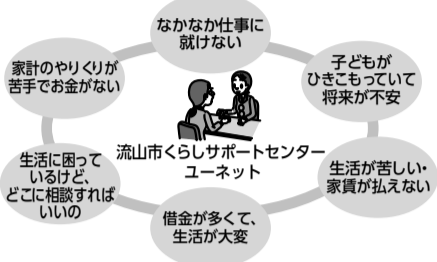 なかなか仕事に
就けない
子どもが
ひきこもっていて
将来が不安
生活が苦しい・
家賃が払えない
借金が多くて、
生活が大変
生活に困って
いるけど、
どこに相談すれば
いいの
家計のやりくりが
苦手でお金がない
流山市くらしサポートセンター
ユーネット